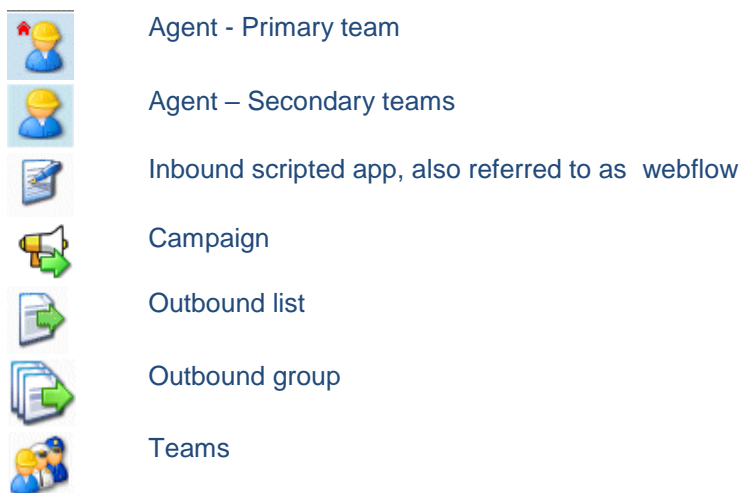 Agent - Primary team
Agent – Secondary teams
Inbound scripted app, also referred to as  webflow
Campaign
Outbound list
Outbound group
Teams